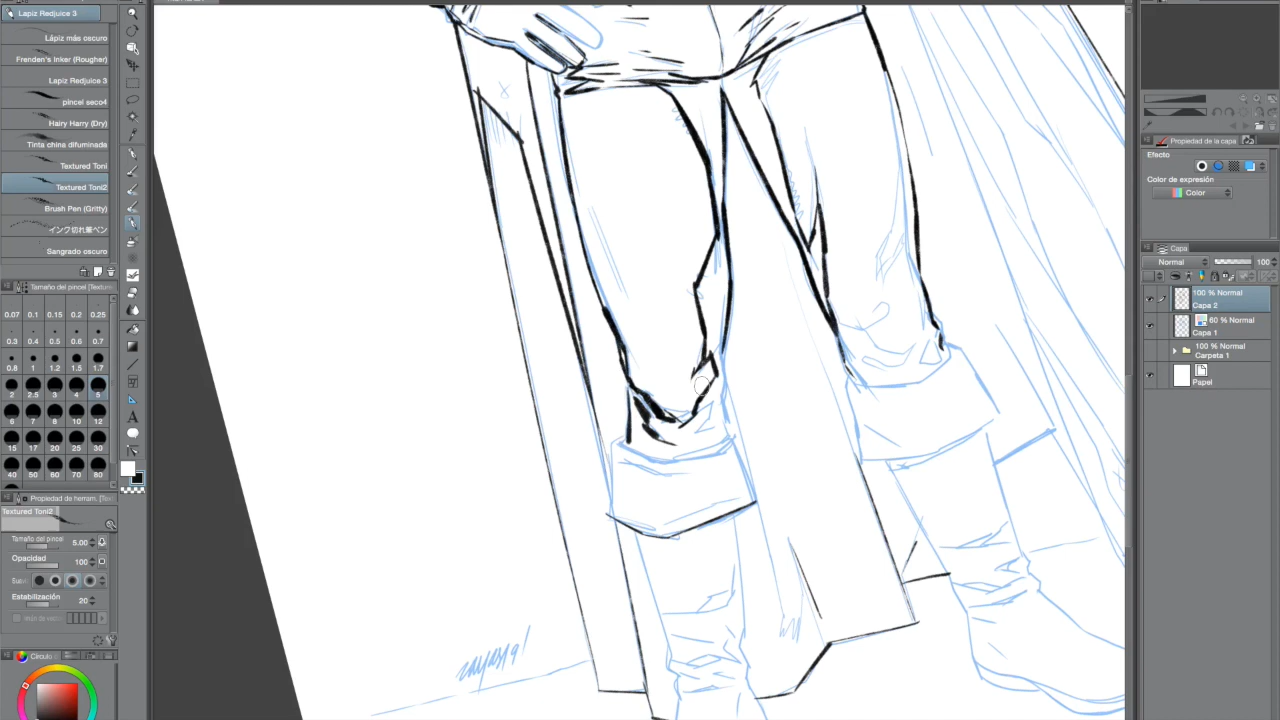 Lapiz Redjuice 3
Lápiz más oscuro
Frenden's Inker (Rougher)
Lapiz Redjuice 3
pincel seco4
Hairy Harry (Dry)
Tinta china difuminada
Textured Toni
Textured Toni2
Brush Pen (Gritty)
インク切れ筆ペン
Sangrado oscuro
Tamaño del pincel [Texture
0.07 0.1 0.15 0.2 0.25
0.3 0.4 0.5 0.6 0.7
0.8 1 1.2 1.5 1.7
2 2.5 3 4 5
6 7 8 10 12
15 17 20 25 30
40 50 60 70 80
Propiedad de herram. [Tex
Textured Toni2
Tamaño del pincel 5.00
Opacidad 100
Estabilización 20
Círculo
Propiedad de la capa
Efecto
Color de expresión
Color
Capa
Normal 100
100 % Normal
Capa 2
60 % Normal
Capa 1
100 % Normal
Carpeta 1
Papel